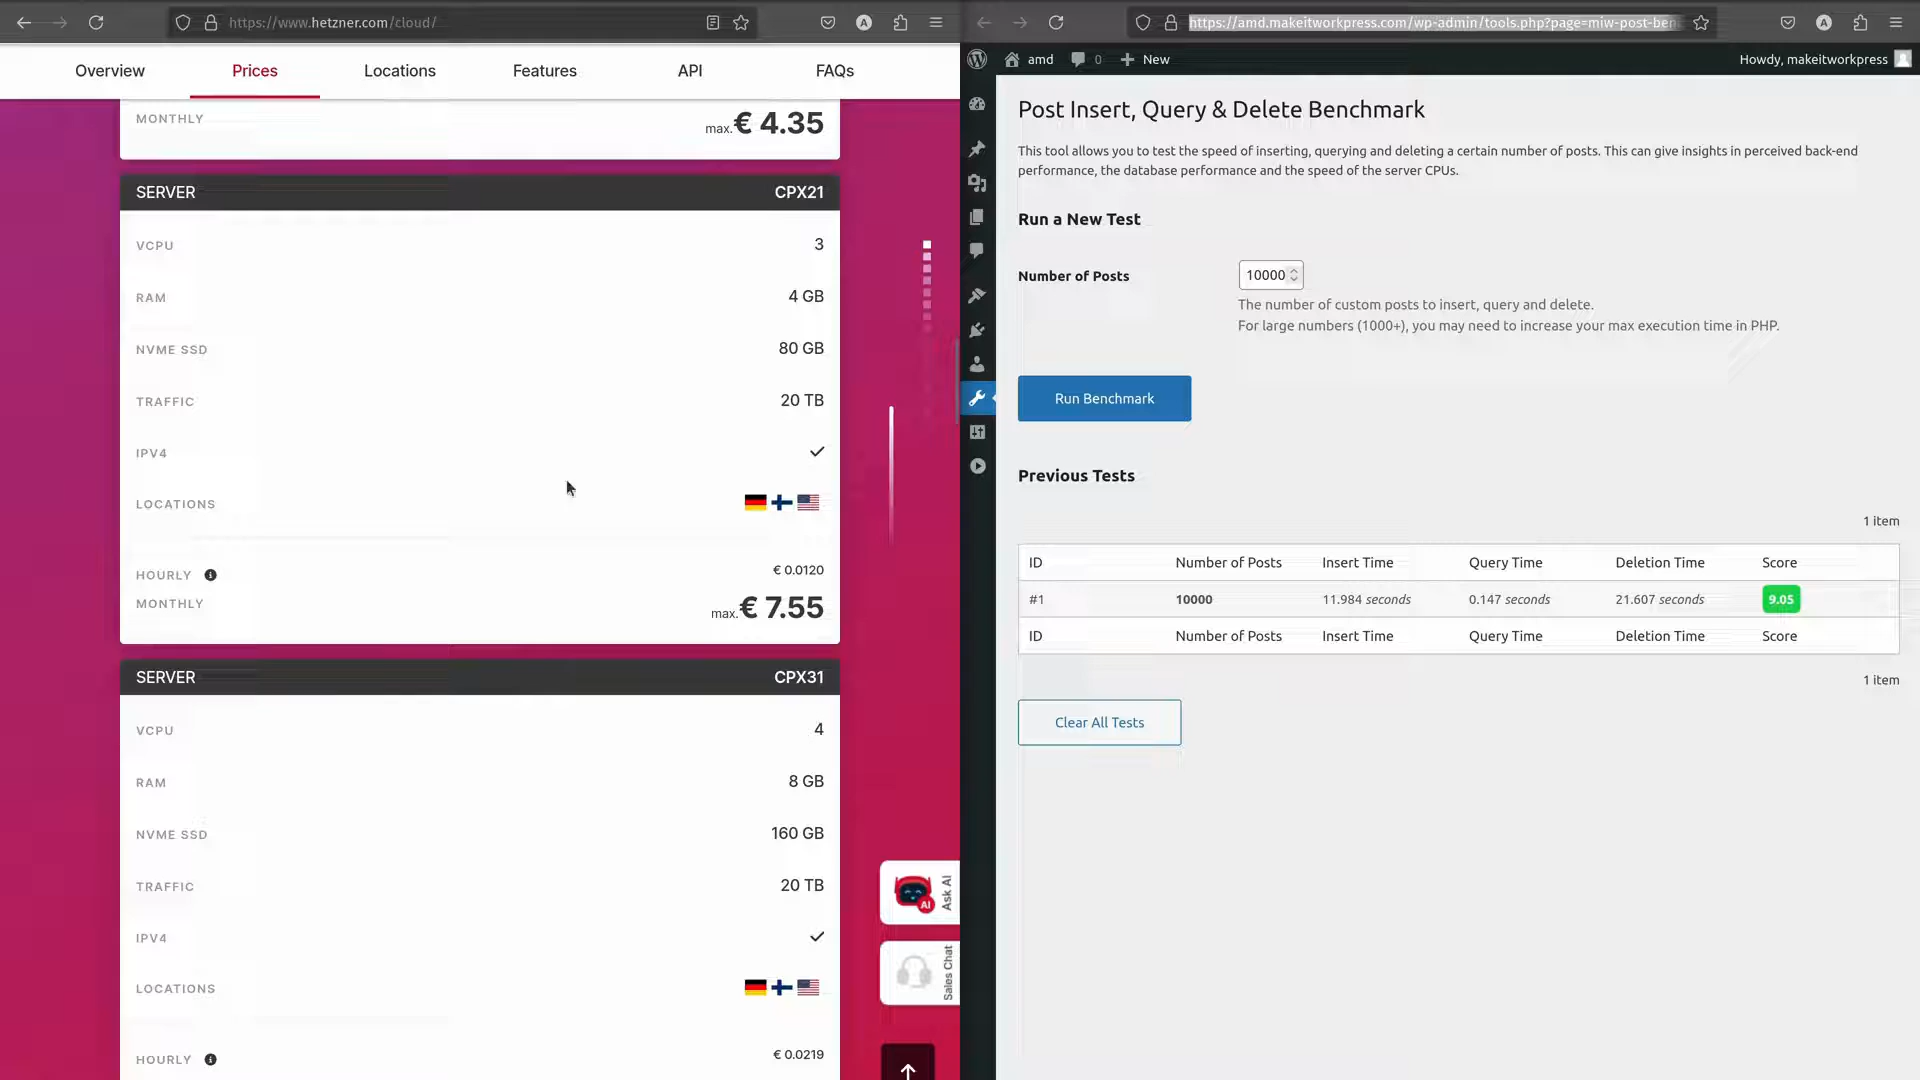 https://www.hetzner.com/cloud/
Overview
Prices
Locations
Features
API
FAQs
MONTHLY
max. € 4.35
SERVER
CPX21
VCPU
3
RAM
4 GB
NVME SSD
80 GB
TRAFFIC
20 TB
IPV4
LOCATIONS
HOURLY
€ 0.0120
MONTHLY
max. € 7.55
SERVER
CPX31
VCPU
4
RAM
8 GB
NVME SSD
160 GB
TRAFFIC
20 TB
IPV4
LOCATIONS
HOURLY
€ 0.0219
AI
Ask AI
Sales Chat
A
https://amd.makeitworkpress.com/wp-admin/tools.php?page=miw-post-ben
A
amd
0
New
Howdy, makeitworkpress
Post Insert, Query & Delete Benchmark
This tool allows you to test the speed of inserting, querying and deleting a certain number of posts. This can give insights in perceived back-end
performance, the database performance and the speed of the server CPUs.
Run a New Test
Number of Posts
10000
The number of custom posts to insert, query and delete.
For large numbers (1000+), you may need to increase your max execution time in PHP.
Run Benchmark
Previous Tests
1 item
ID Number of Posts Insert Time Query Time Deletion Time Score
#1 10000 11.984 seconds 0.147 seconds 21.607 seconds 9.05
ID Number of Posts Insert Time Query Time Deletion Time Score
1 item
Clear All Tests